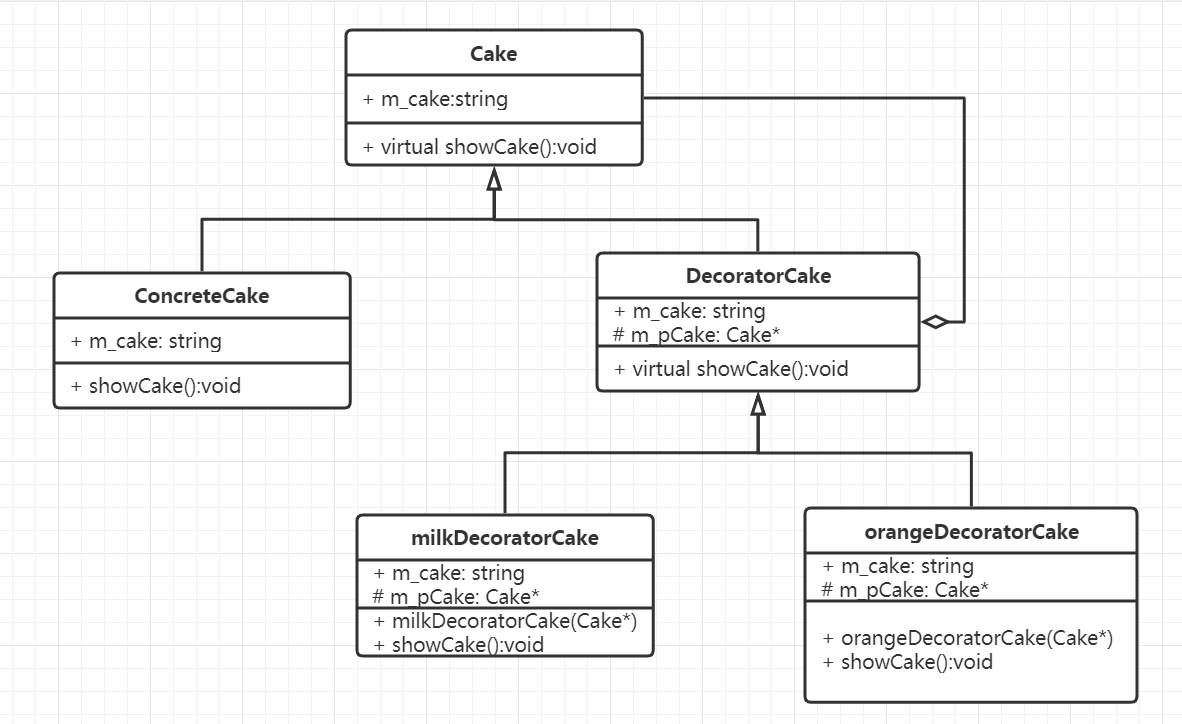 Cake
+ m_cake:string
+ virtual showCake():void
ConcreteCake
+ m_cake: string
+ showCake():void
DecoratorCake
+ m_cake: string
# m_pCake: Cake*
+ virtual showCake():void
milkDecoratorCake
+ m_cake: string
# m_pCake: Cake*
+ milkDecoratorCake(Cake*)
+ showCake():void
orangeDecoratorCake
+ m_cake: string
# m_pCake: Cake*
+ orangeDecoratorCake(Cake*)
+ showCake():void